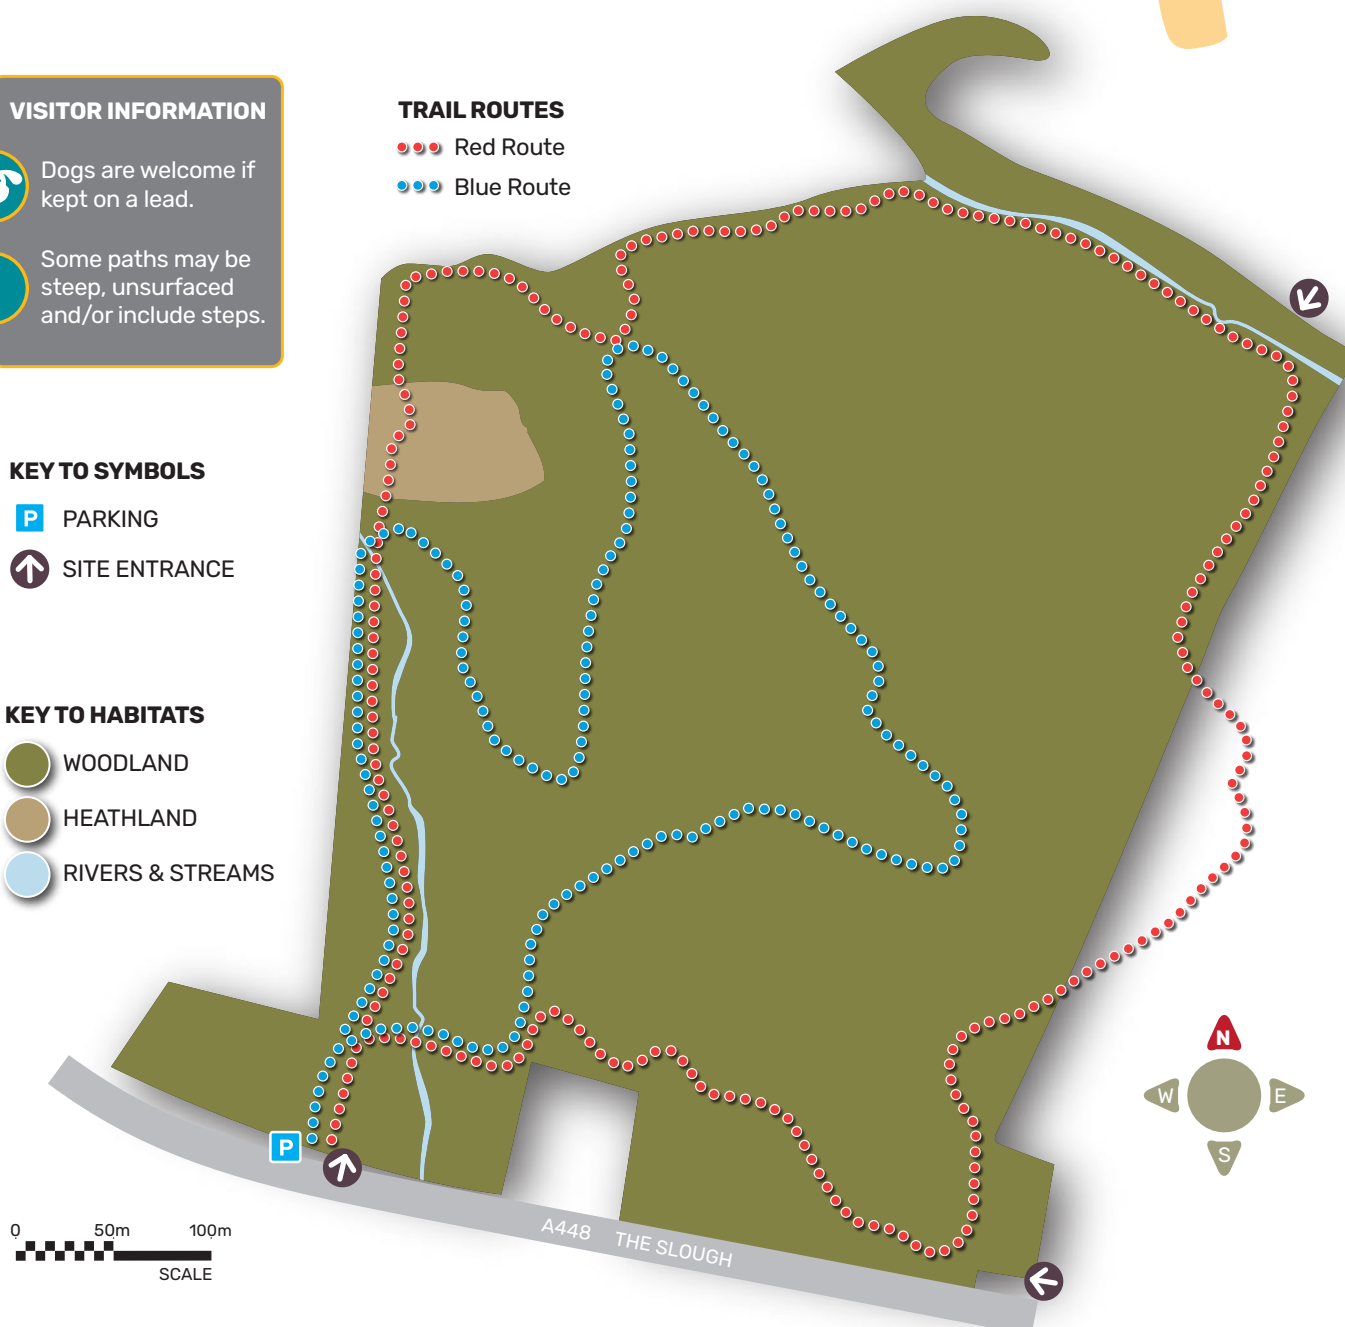 VISITOR INFORMATION
Dogs are welcome if
kept on a lead.
Some paths may be
steep, unsurfaced
and/or include steps.
TRAIL ROUTES
Red Route
Blue Route
KEY TO SYMBOLS
P PARKING
SITE ENTRANCE
KEY TO HABITATS
WOODLAND
HEATHLAND
RIVERS & STREAMS
N
W E
S
P
A448 THE SLOUGH
0 50m 100m
SCALE